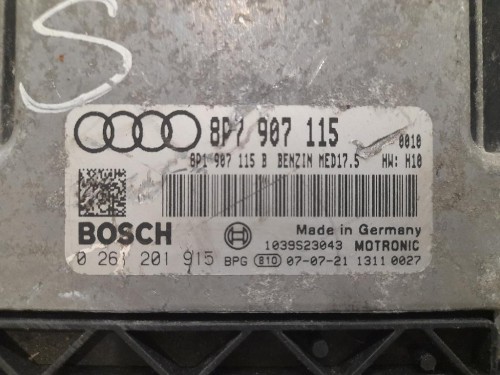 S
8P7 907 115
0010
8P1 907 115 B BENZIN MED17.5 HW: H10
BOSCH
Made in Germany
1039S23043 MOTRONIC
0 261 201 915 BPG 810 07-07-21 1311 0027